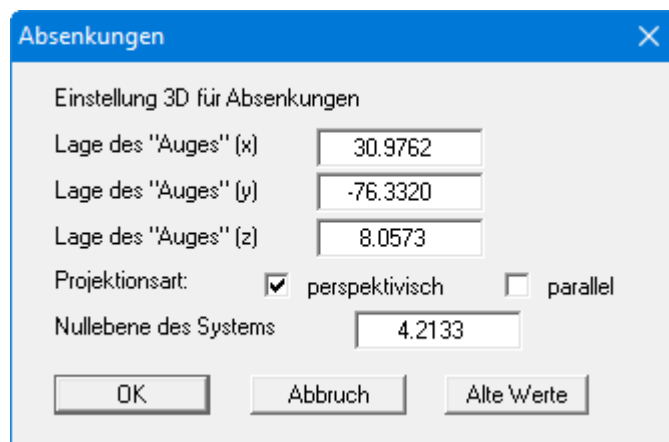 Absenkungen
Einstellung 3D für Absenkungen
Lage des "Auges" (x) 30.9762
Lage des "Auges" (y) -76.3320
Lage des "Auges" (z) 8.0573
Projektionsart: perspektivisch parallel
Nullebene des Systems 4.2133
OK Abbruch Alte Werte